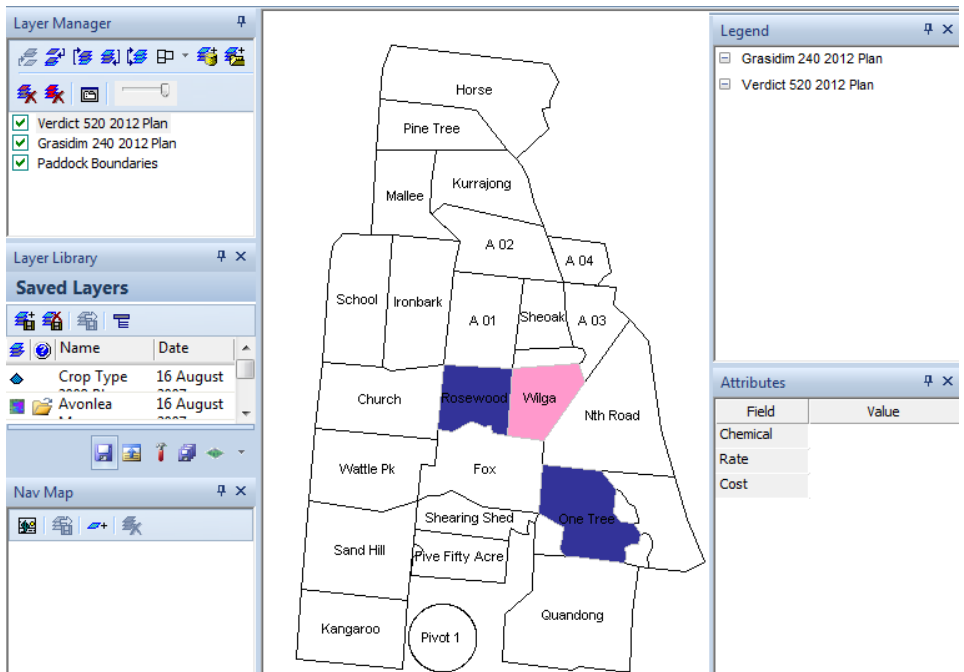 Layer Manager
Verdict 520 2012 Plan
Grasidim 240 2012 Plan
Paddock Boundaries
Layer Library
Saved Layers
Name Date
Crop Type 16 August
Avonlea 16 August
Nav Map
Horse
Pine Tree
Kurrajong
Mallee
A 02
A 04
School
Ironbark
A 01
Sheoak
A 03
Church
Rosewood
Wilga
Nth Road
Wattle Pk
Fox
Shearing Shed
One Tree
Sand Hill
Pive Fifty Acre
Kangaroo
Pivot 1
Quandong
Legend
Grasidim 240 2012 Plan
Verdict 520 2012 Plan
Attributes
Field Value
Chemical
Rate
Cost